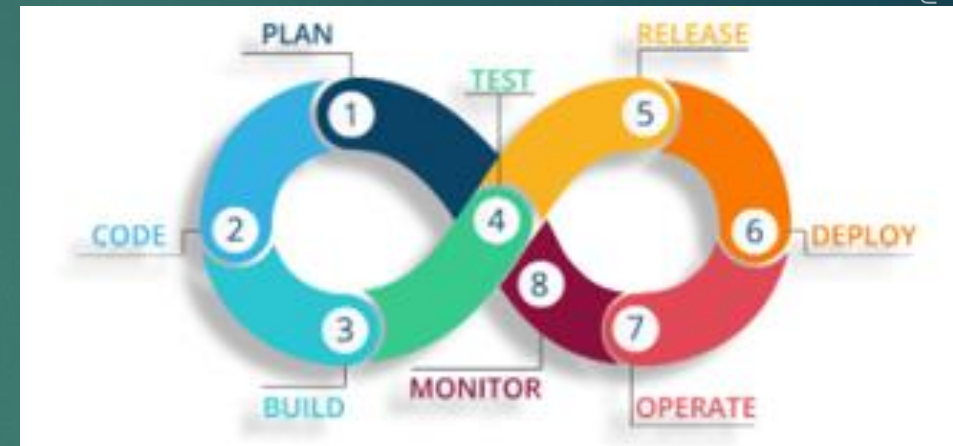 PLAN
1
CODE
2
BUILD
3
TEST
4
RELEASE
5
DEPLOY
6
OPERATE
7
MONITOR
8